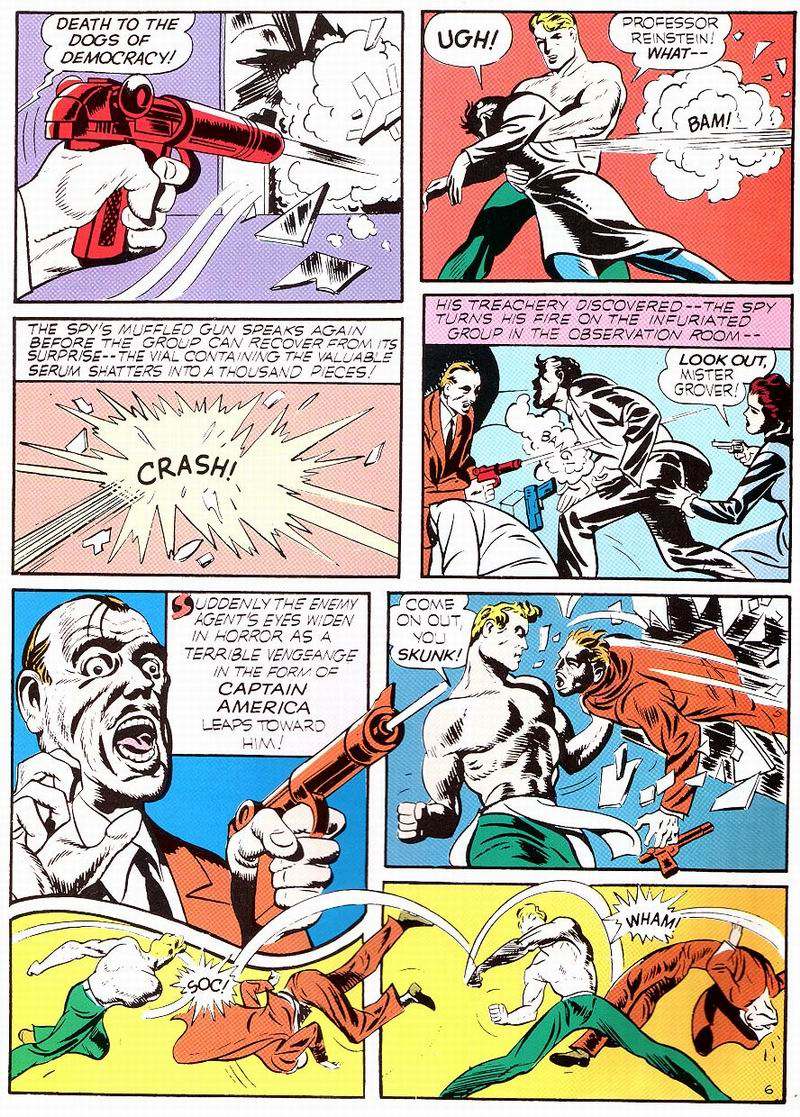 DEATH TO THE
DOGS OF
DEMOCRACY!
UGH!
PROFESSOR
REINSTEIN!
WHAT--
BAM!
THE SPY'S MUFFLED GUN SPEAKS AGAIN
BEFORE THE GROUP CAN RECOVER FROM ITS
SURPRISE--THE VIAL CONTAINING THE VALUABLE
SERUM SHATTERS INTO A THOUSAND PIECES!
CRASH!
HIS TREACHERY DISCOVERED--THE SPY
TURNS HIS FIRE ON THE INFURIATED
GROUP IN THE OBSERVATION ROOM--
LOOK OUT,
MISTER
GROVER!
BANG!
SUDDENLY THE ENEMY
AGENT'S EYES WIDEN
IN HORROR AS A
TERRIBLE VENGEANCE
IN THE FORM OF
CAPTAIN
AMERICA
LEAPS TOWARD
HIM!
COME
ON OUT,
YOU
SKUNK!
SOC!
WHAM!
6